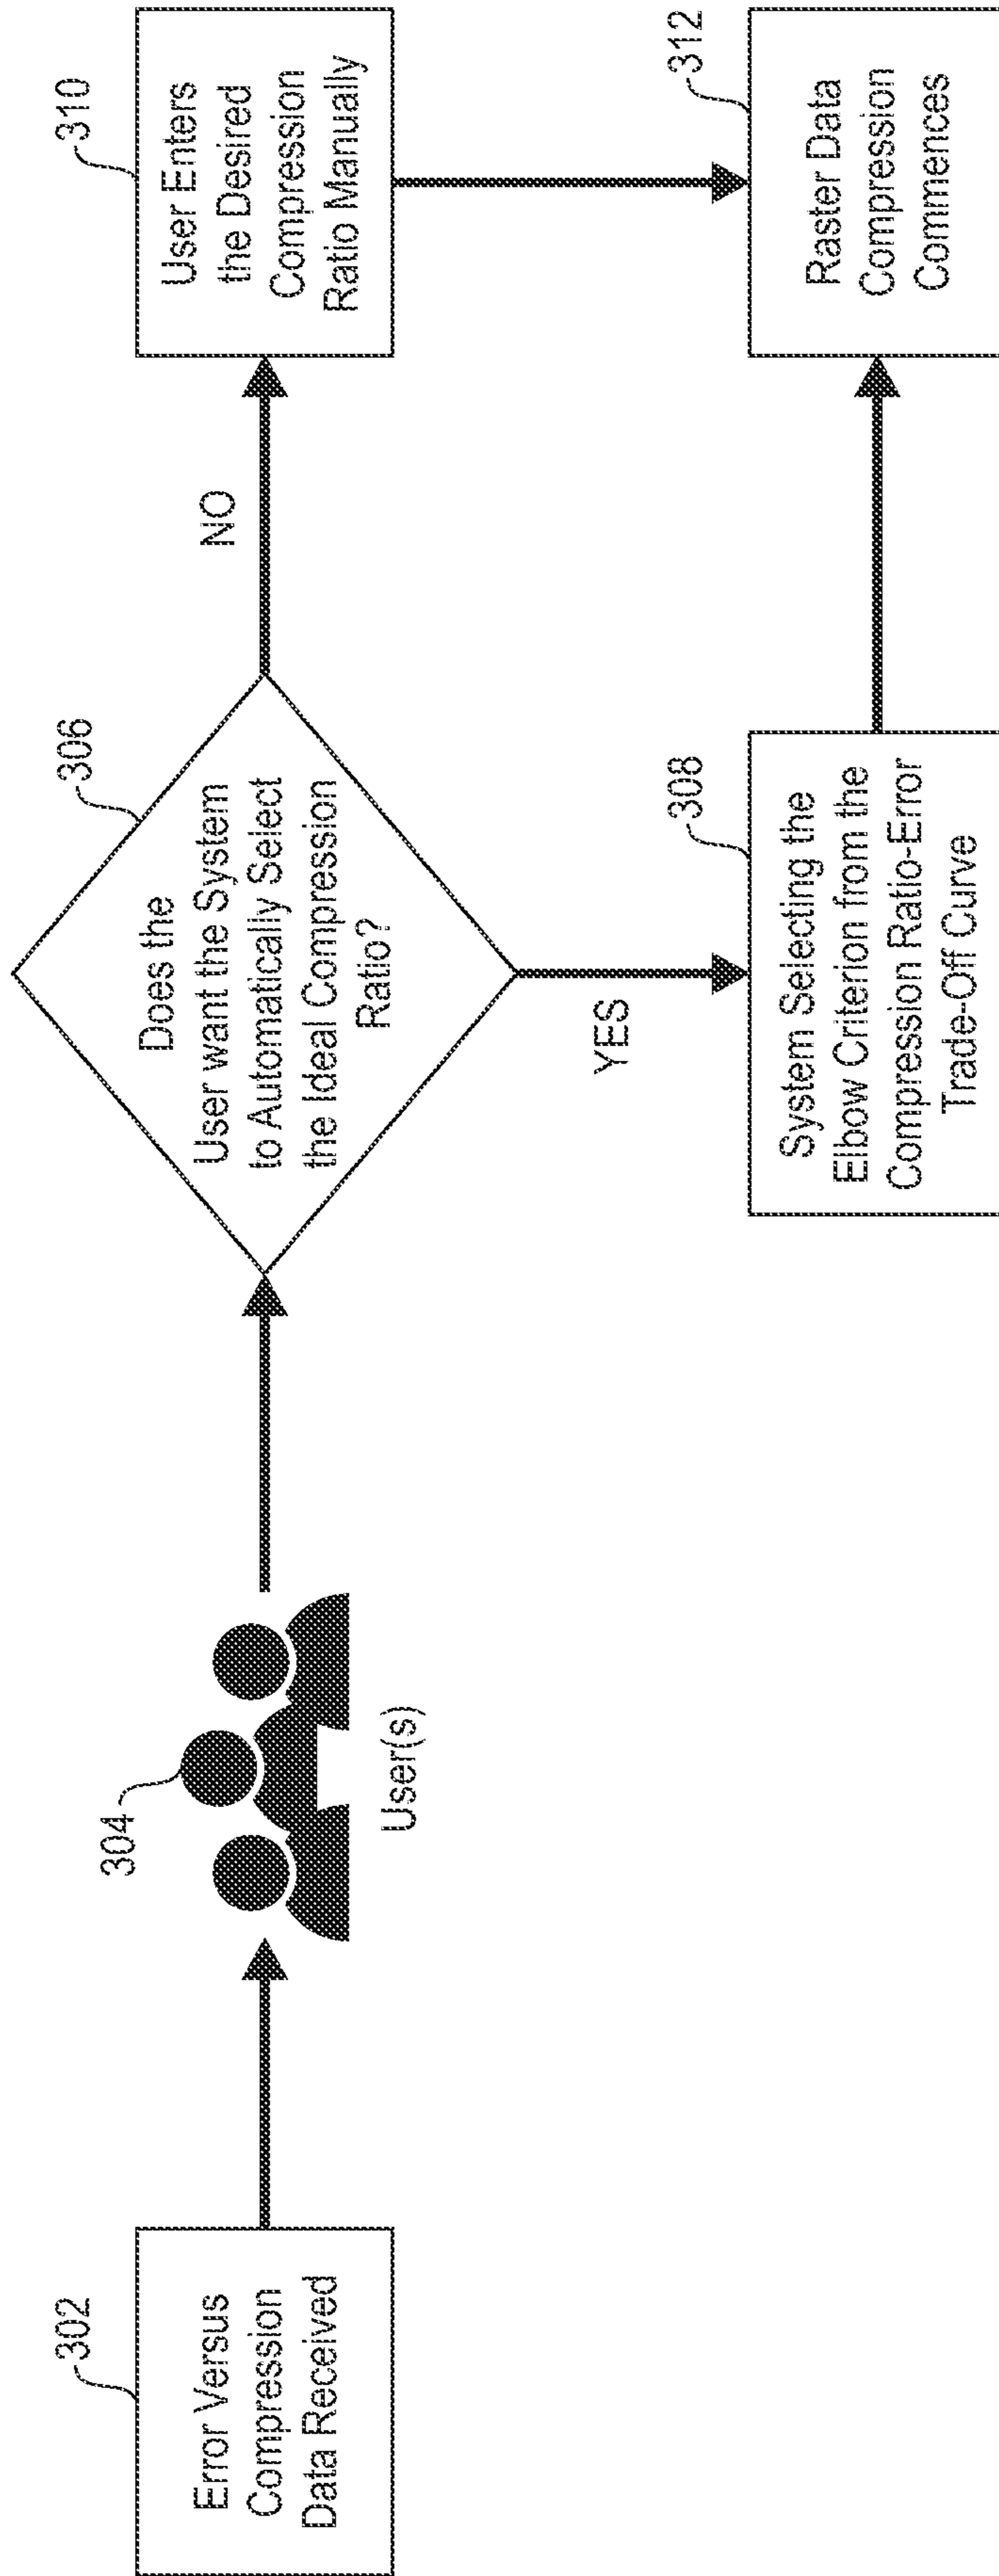 302
Error Versus
Compression
Data Received
304
User(s)
306
Does the
User want the System
to Automatically Select
the Ideal Compression
Ratio?
NO
310
User Enters
the Desired
Compression
Ratio Manually
YES
308
System Selecting the
Elbow Criterion from the
Compression Ratio-Error
Trade-Off Curve
312
Raster Data
Compression
Commences